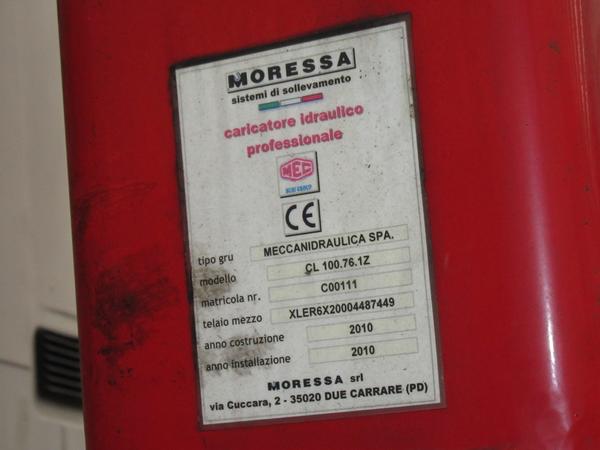 MORESSA
sistemi di sollevamento
caricatore idraulico
professionale
MEC
CE
tipo gru MECCANIDRAULICA SPA.
modello CL 100.76.1Z
matricola nr. C00111
telaio mezzo XLER6X20004487449
anno costruzione 2010
anno installazione 2010
MORESSA srl
via Cuccara, 2 - 35020 DUE CARRARE (PD)